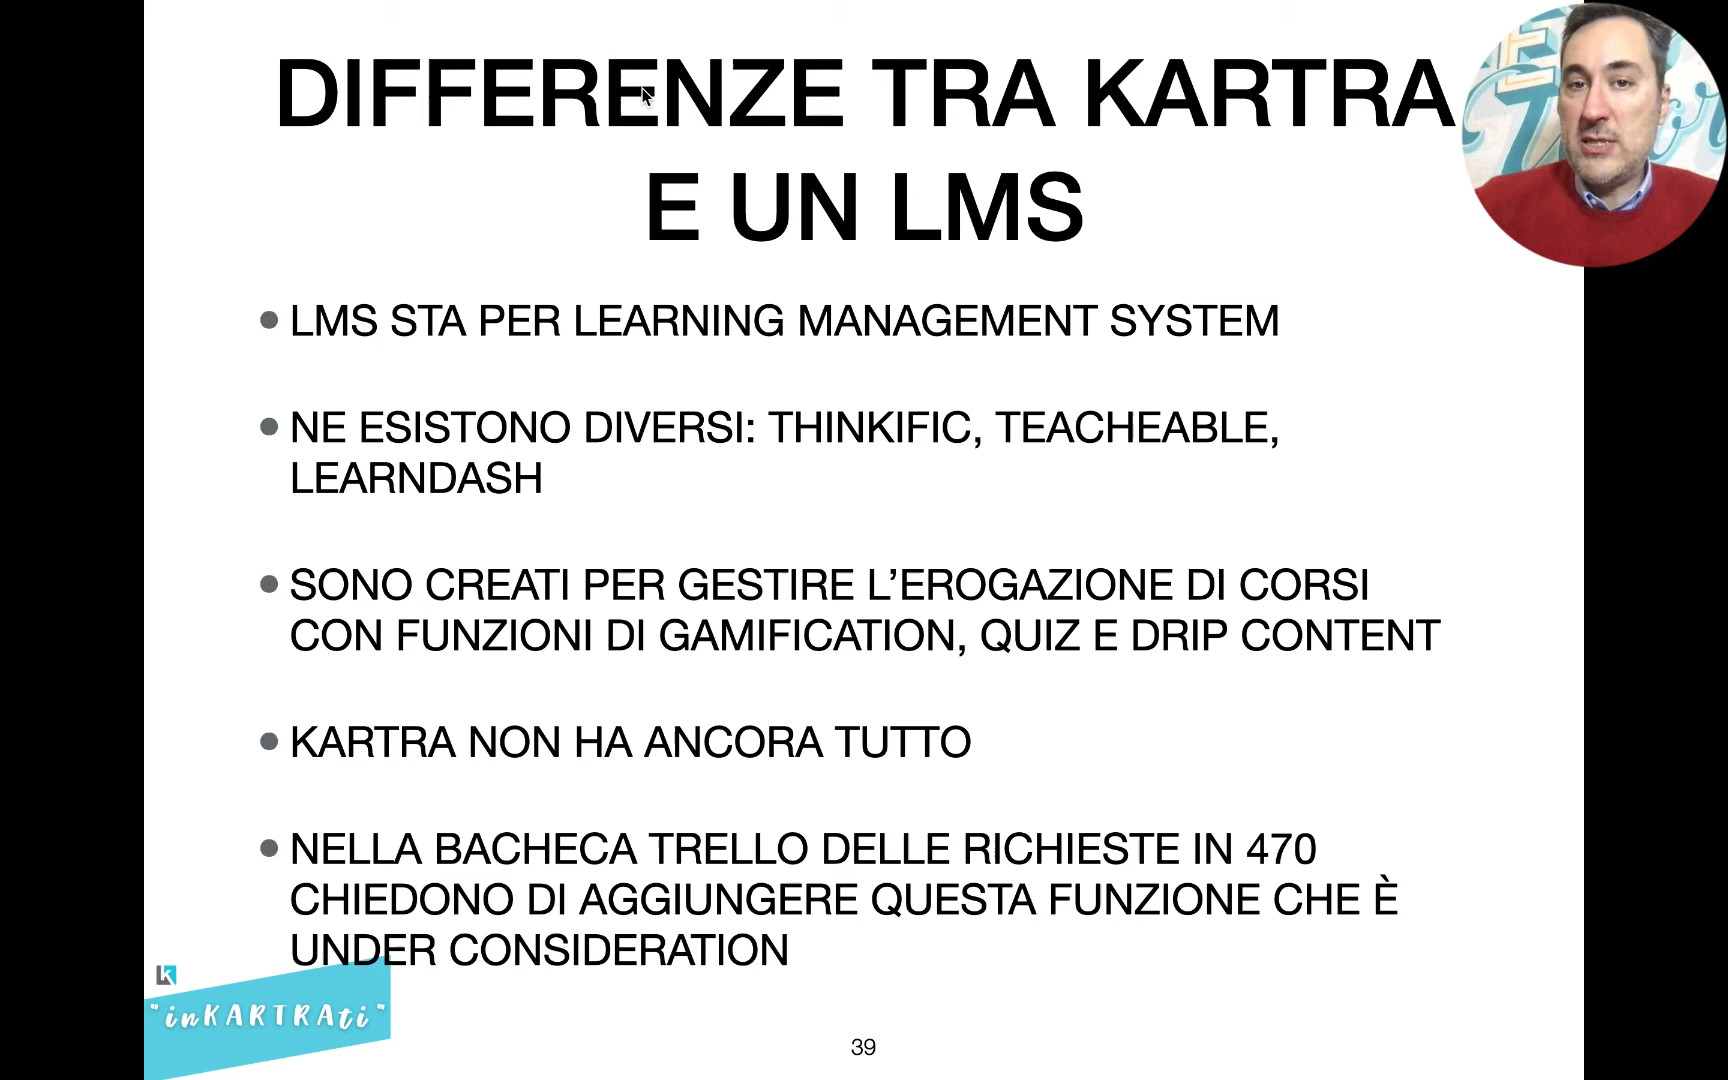 DIFFERENZE TRA KARTRA
E UN LMS
LMS STA PER LEARNING MANAGEMENT SYSTEM
NE ESISTONO DIVERSI: THINKIFIC, TEACHEABLE,
LEARNDASH
SONO CREATI PER GESTIRE L’EROGAZIONE DI CORSI
CON FUNZIONI DI GAMIFICATION, QUIZ E DRIP CONTENT
KARTRA NON HA ANCORA TUTTO
NELLA BACHECA TRELLO DELLE RICHIESTE IN 470
CHIEDONO DI AGGIUNGERE QUESTA FUNZIONE CHE È
UNDER CONSIDERATION
"inKARTRAti"
39